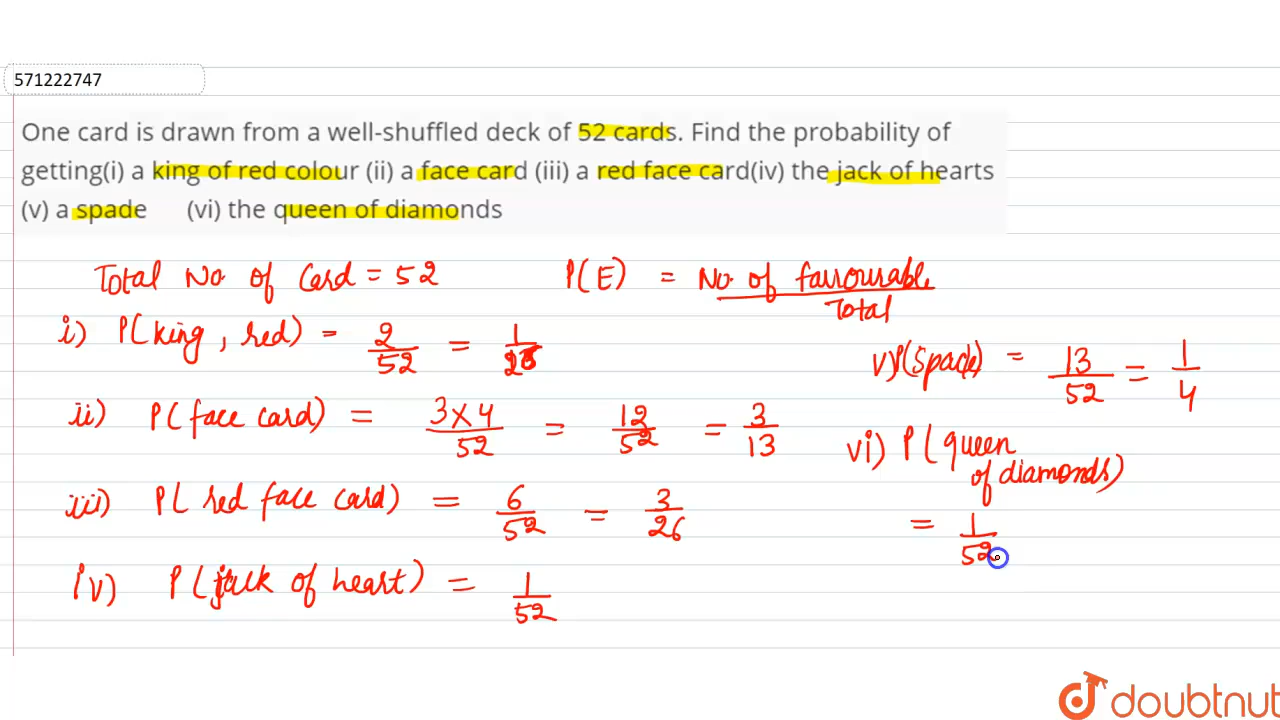 571222747
One card is drawn from a well-shuffled deck of 52 cards. Find the probability of
getting(i) a king of red colour (ii) a face card (iii) a red face card(iv) the jack of hearts
(v) a spade (vi) the queen of diamonds
Total No of Card = 52
P(E) = No. of favourable / Total
i) P(king, red) = 2/52 = 1/26
ii) P(face card) = 3×4/52 = 12/52 = 3/13
iii) P( red face card) = 6/52 = 3/26
iv) P(jack of heart) = 1/52
v) P(Spade) = 13/52 = 1/4
vi) P(queen
of diamonds)
= 1/52
doubtnut